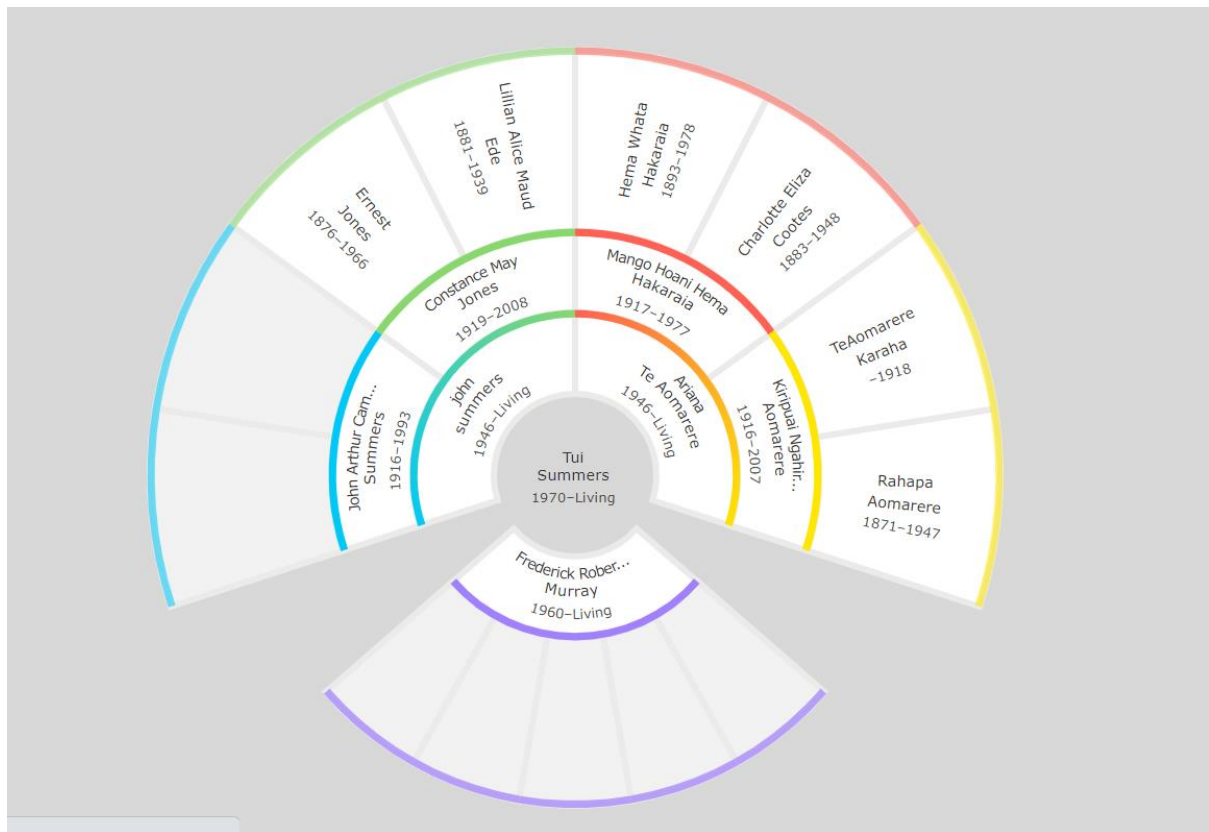 Lillian Alice Maud
Ede
1881–1939
Hema Whata
Hakaraia
1893–1978
Ernest
Jones
1876–1966
Charlotte Eliza
Cootes
1883–1948
Constance May
Jones
1919–2008
Mango Hoani Hema
Hakaraia
1917–1977
TeAomarere
Karaha
–1918
John Arthur Cam...
Summers
1916–1993
john
summers
1946–Living
Ariana
Te Aomarere
1946–Living
Kiripuai Ngahir...
Aomarere
1916–2007
Rahapa
Aomarere
1871–1947
Tui
Summers
1970–Living
Frederick Rober...
Murray
1960–Living